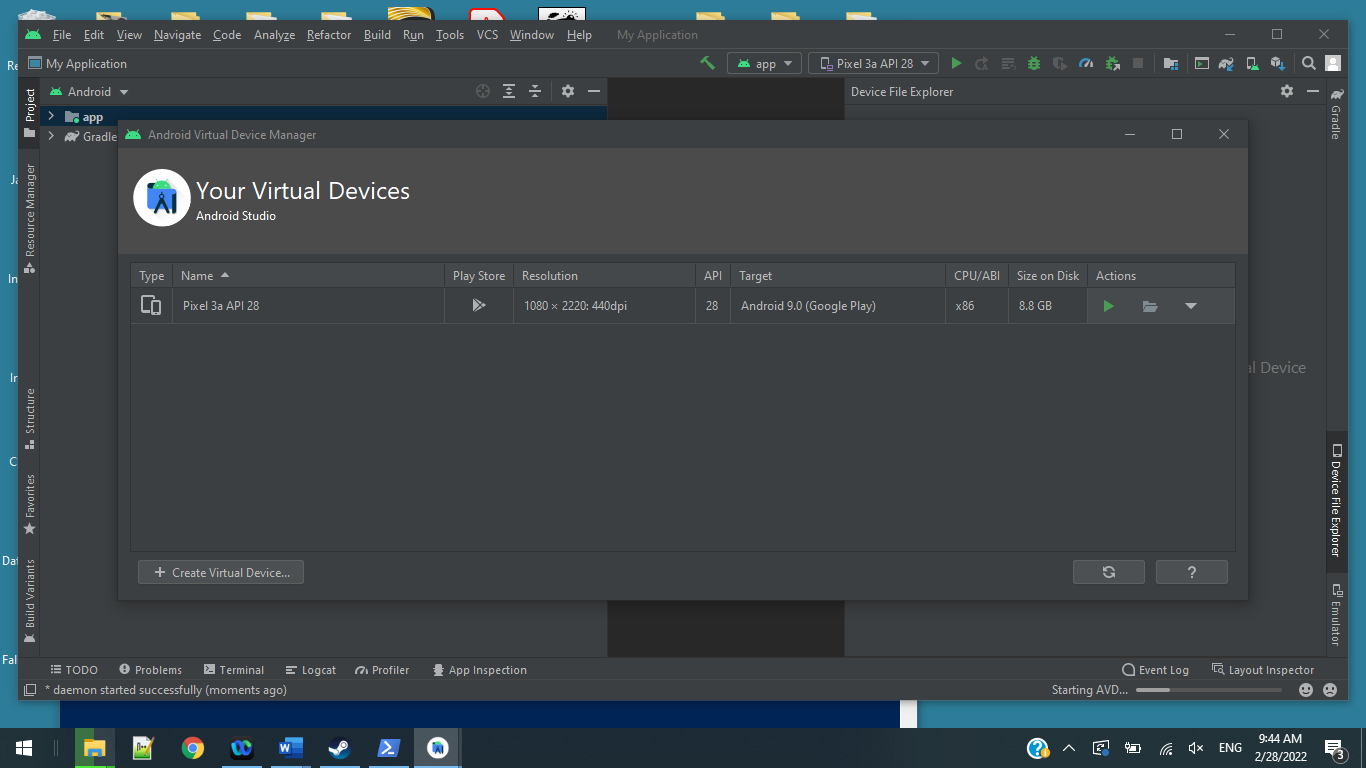 File Edit View Navigate Code Analyze Refactor Build Run Tools VCS Window Help My Application
My Application app Pixel 3a API 28
Project
Android
Device File Explorer
Gradle
app
Gradle
Android Virtual Device Manager
Your Virtual Devices
Android Studio
Resource Manager
Type Name Play Store Resolution API Target CPU/ABI Size on Disk Actions
Pixel 3a API 28 1080 × 2220: 440dpi 28 Android 9.0 (Google Play) x86 8.8 GB
Device
Structure
Favorites
Device File Explorer
+ Create Virtual Device... ?
Build Variants
Emulator
TODO Problems Terminal Logcat Profiler App Inspection Event Log Layout Inspector
* daemon started successfully (moments ago) Starting AVD...
ENG 9:44 AM
2/28/2022 3